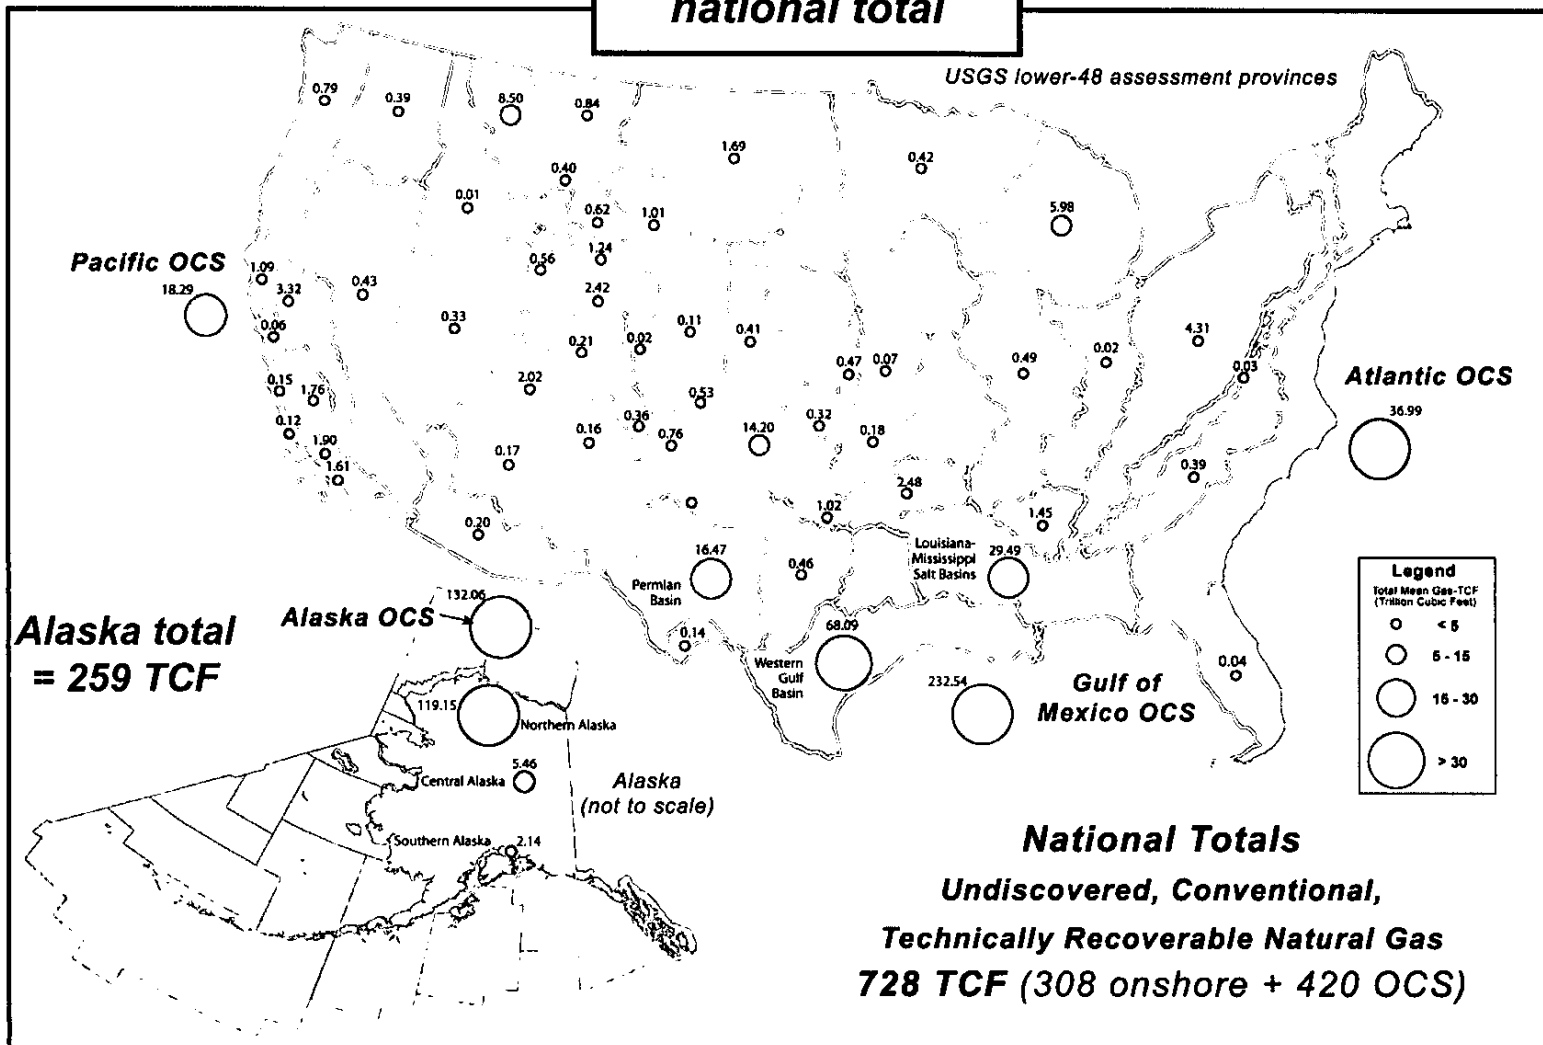 national total
USGS lower-48 assessment provinces
0.79
0.39
8.50
0.84
1.69
0.42
0.40
0.01
0.62
1.01
5.98
Pacific OCS
18.29
1.09
3.32
0.43
0.56
1.24
2.42
0.06
0.33
0.21
0.02
0.11
0.41
0.47
0.07
0.49
0.02
4.31
0.03
Atlantic OCS
36.99
0.15
1.76
2.02
0.53
0.12
1.90
1.61
0.17
0.16
0.36
0.76
14.20
0.32
0.18
0.39
2.48
1.02
1.45
0.20
16.47
Permian
Basin
0.46
Louisiana-
Mississippi
Salt Basins
29.49
0.14
68.09
Western
Gulf
Basin
232.54
Gulf of
Mexico OCS
0.04
Legend
Total Mean Gas-TCF
(Trillion Cubic Feet)
< 5
5 - 15
15 - 30
> 30
Alaska total
= 259 TCF
Alaska OCS
132.06
119.15
Northern Alaska
5.46
Central Alaska
Southern Alaska
2.14
Alaska
(not to scale)
National Totals
Undiscovered, Conventional,
Technically Recoverable Natural Gas
728 TCF (308 onshore + 420 OCS)